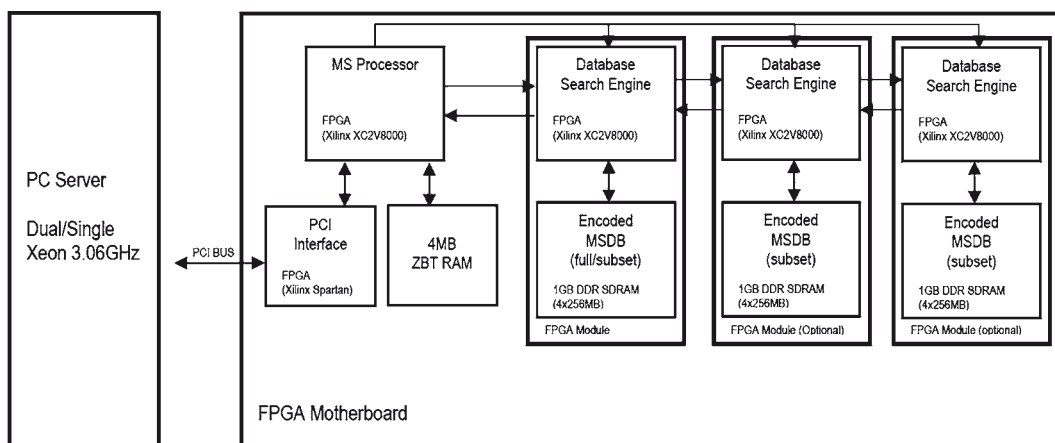 PC Server
Dual/Single
Xeon 3.06GHz
PCI BUS
MS Processor
FPGA
(Xilinx XC2V8000)
PCI
Interface
FPGA
(Xilinx Spartan)
4MB
ZBT RAM
Database
Search Engine
FPGA
(Xilinx XC2V8000)
Encoded
MSDB
(full/subset)
1GB DDR SDRAM
(4x256MB)
FPGA Module
Database
Search Engine
FPGA
(Xilinx XC2V8000)
Encoded
MSDB
(subset)
1GB DDR SDRAM
(4x256MB)
FPGA Module (Optional)
Database
Search Engine
FPGA
(Xilinx XC2V8000)
Encoded
MSDB
(subset)
1GB DDR SDRAM
(4x256MB)
FPGA Module (optional)
FPGA Motherboard